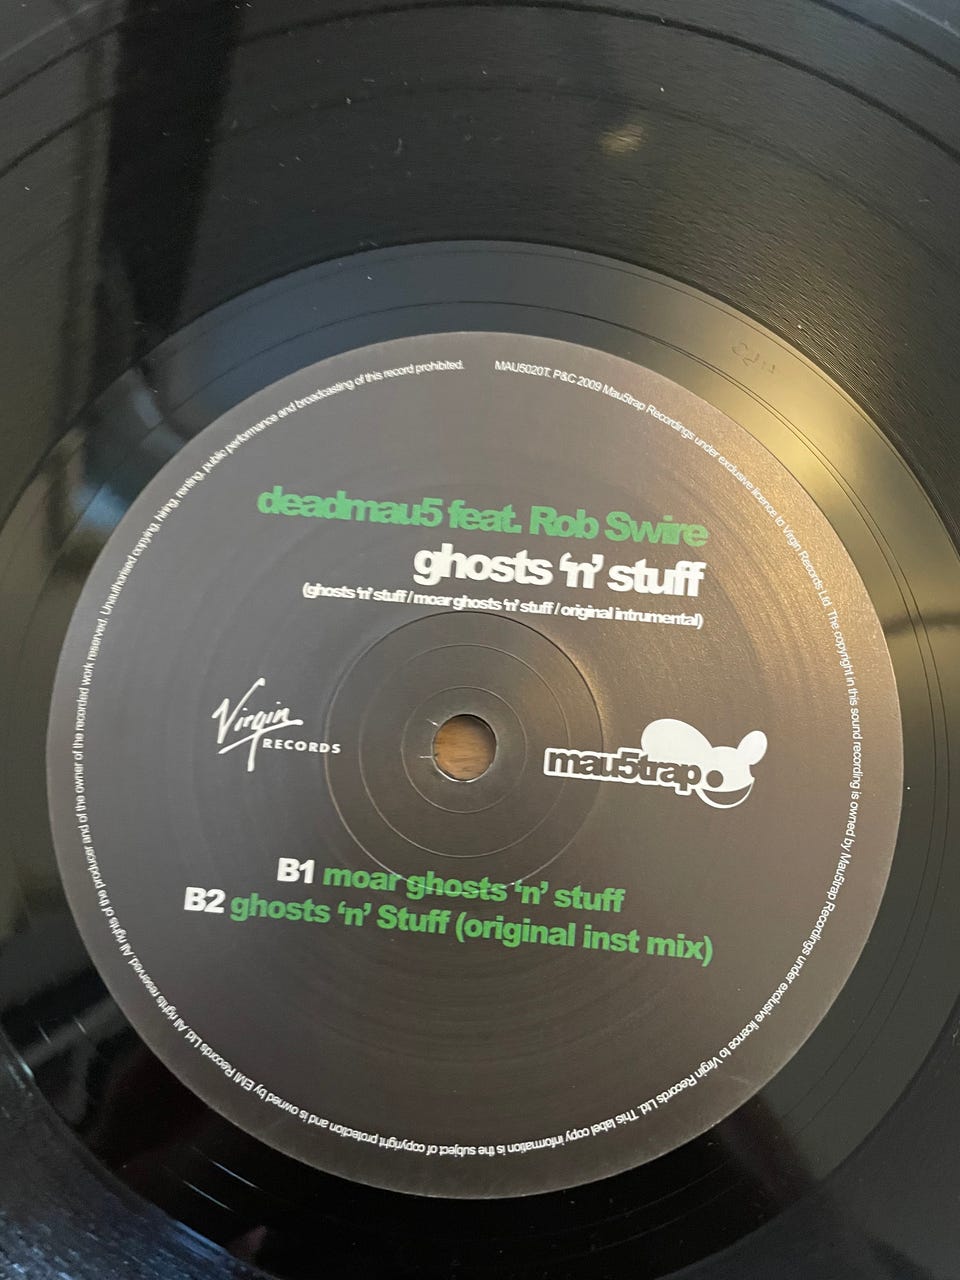 MAU5020T. P&C 2009 Mau5trap Recordings under exclusive licence to Virgin Records Ltd. The copyright in this sound recording is owned by Mau5trap Recordings under exclusive licence to Virgin Records Ltd. This label copy information is the subject of copyright protection and is owned by EMI Records Ltd. All rights reserved. All rights of the producer and of the owner of the recorded work reserved. Unauthorised copying, hiring, renting, public performance and broadcasting of this record prohibited.
deadmau5 feat. Rob Swire
ghosts ‘n’ stuff
(ghosts ‘n’ stuff / moar ghosts ‘n’ stuff / original intrumental)
Virgin
RECORDS
mau5trap
B1 moar ghosts ‘n’ stuff
B2 ghosts ‘n’ Stuff (original inst mix)